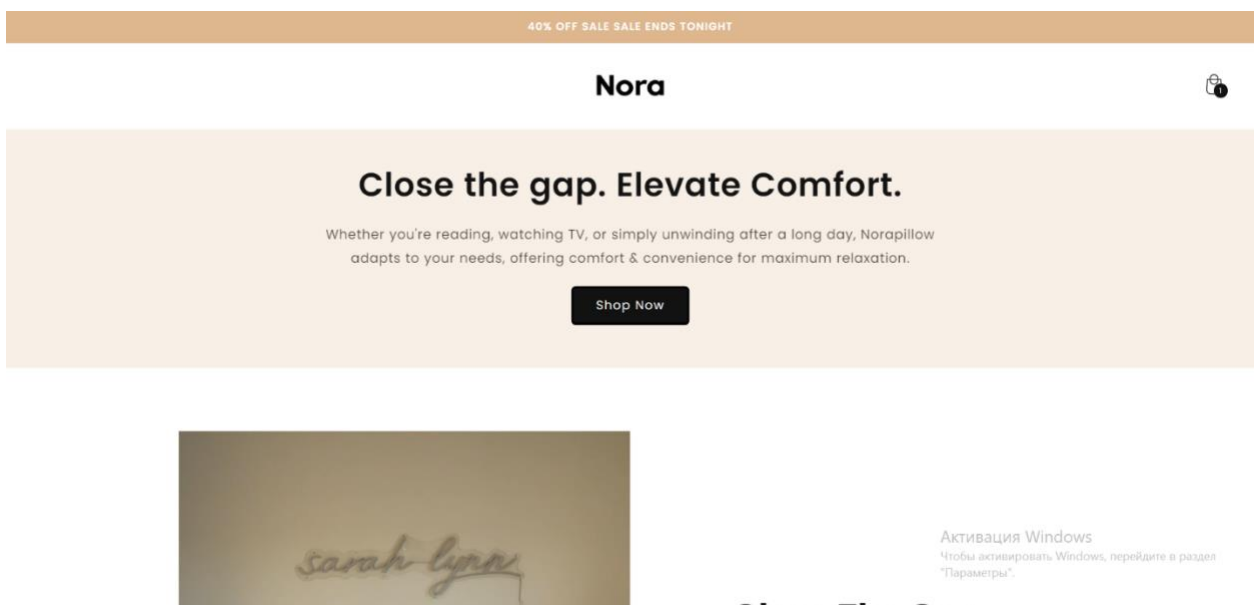 40% OFF SALE SALE ENDS TONIGHT
Nora
1
Close the gap. Elevate Comfort.
Whether you're reading, watching TV, or simply unwinding after a long day, Norapillow
adapts to your needs, offering comfort & convenience for maximum relaxation.
Shop Now
sarah lynn
Активация Windows
Чтобы активировать Windows, перейдите в раздел
"Параметры".